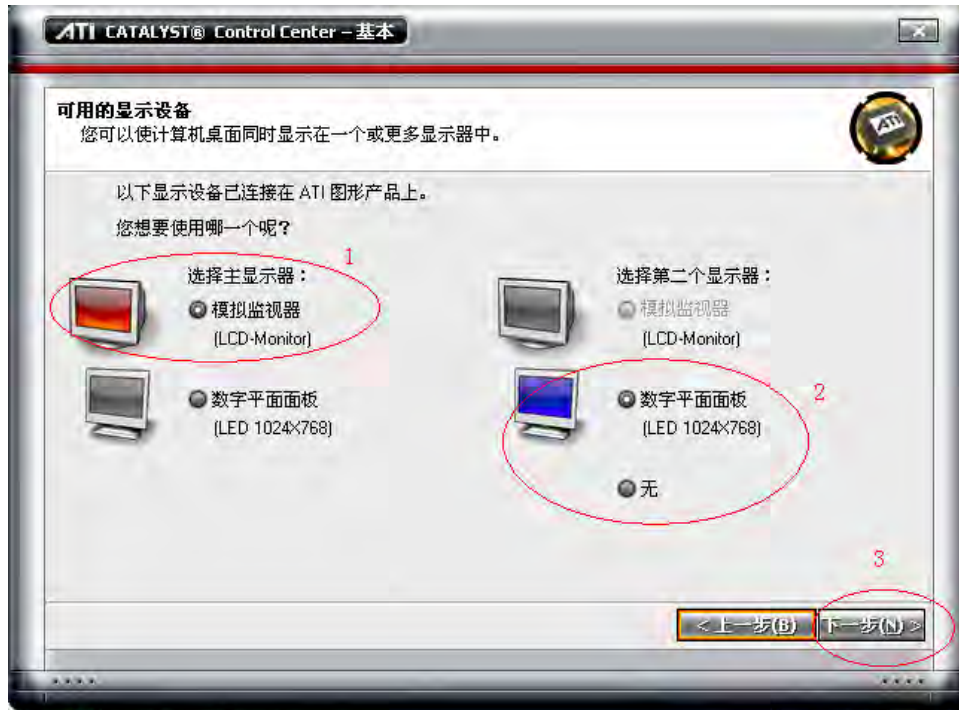 ATI CATALYST® Control Center – 基本
可用的显示设备
您可以使计算机桌面同时显示在一个或更多显示器中。
ATI
以下显示设备已连接在 ATI 图形产品上。
您想要使用哪一个呢?
1
选择主显示器：
模拟监视器
(LCD-Monitor)
数字平面面板
(LED 1024X768)
选择第二个显示器：
模拟监视器
(LCD-Monitor)
数字平面面板
(LED 1024X768)
2
无
3
< 上一步(B)
下一步(N) >